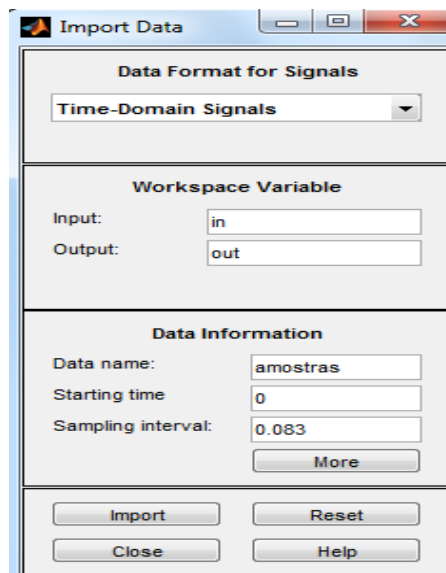 Import Data
Data Format for Signals
Time-Domain Signals
Workspace Variable
Input: in
Output: out
Data Information
Data name: amostras
Starting time 0
Sampling interval: 0.083
More
Import Reset
Close Help